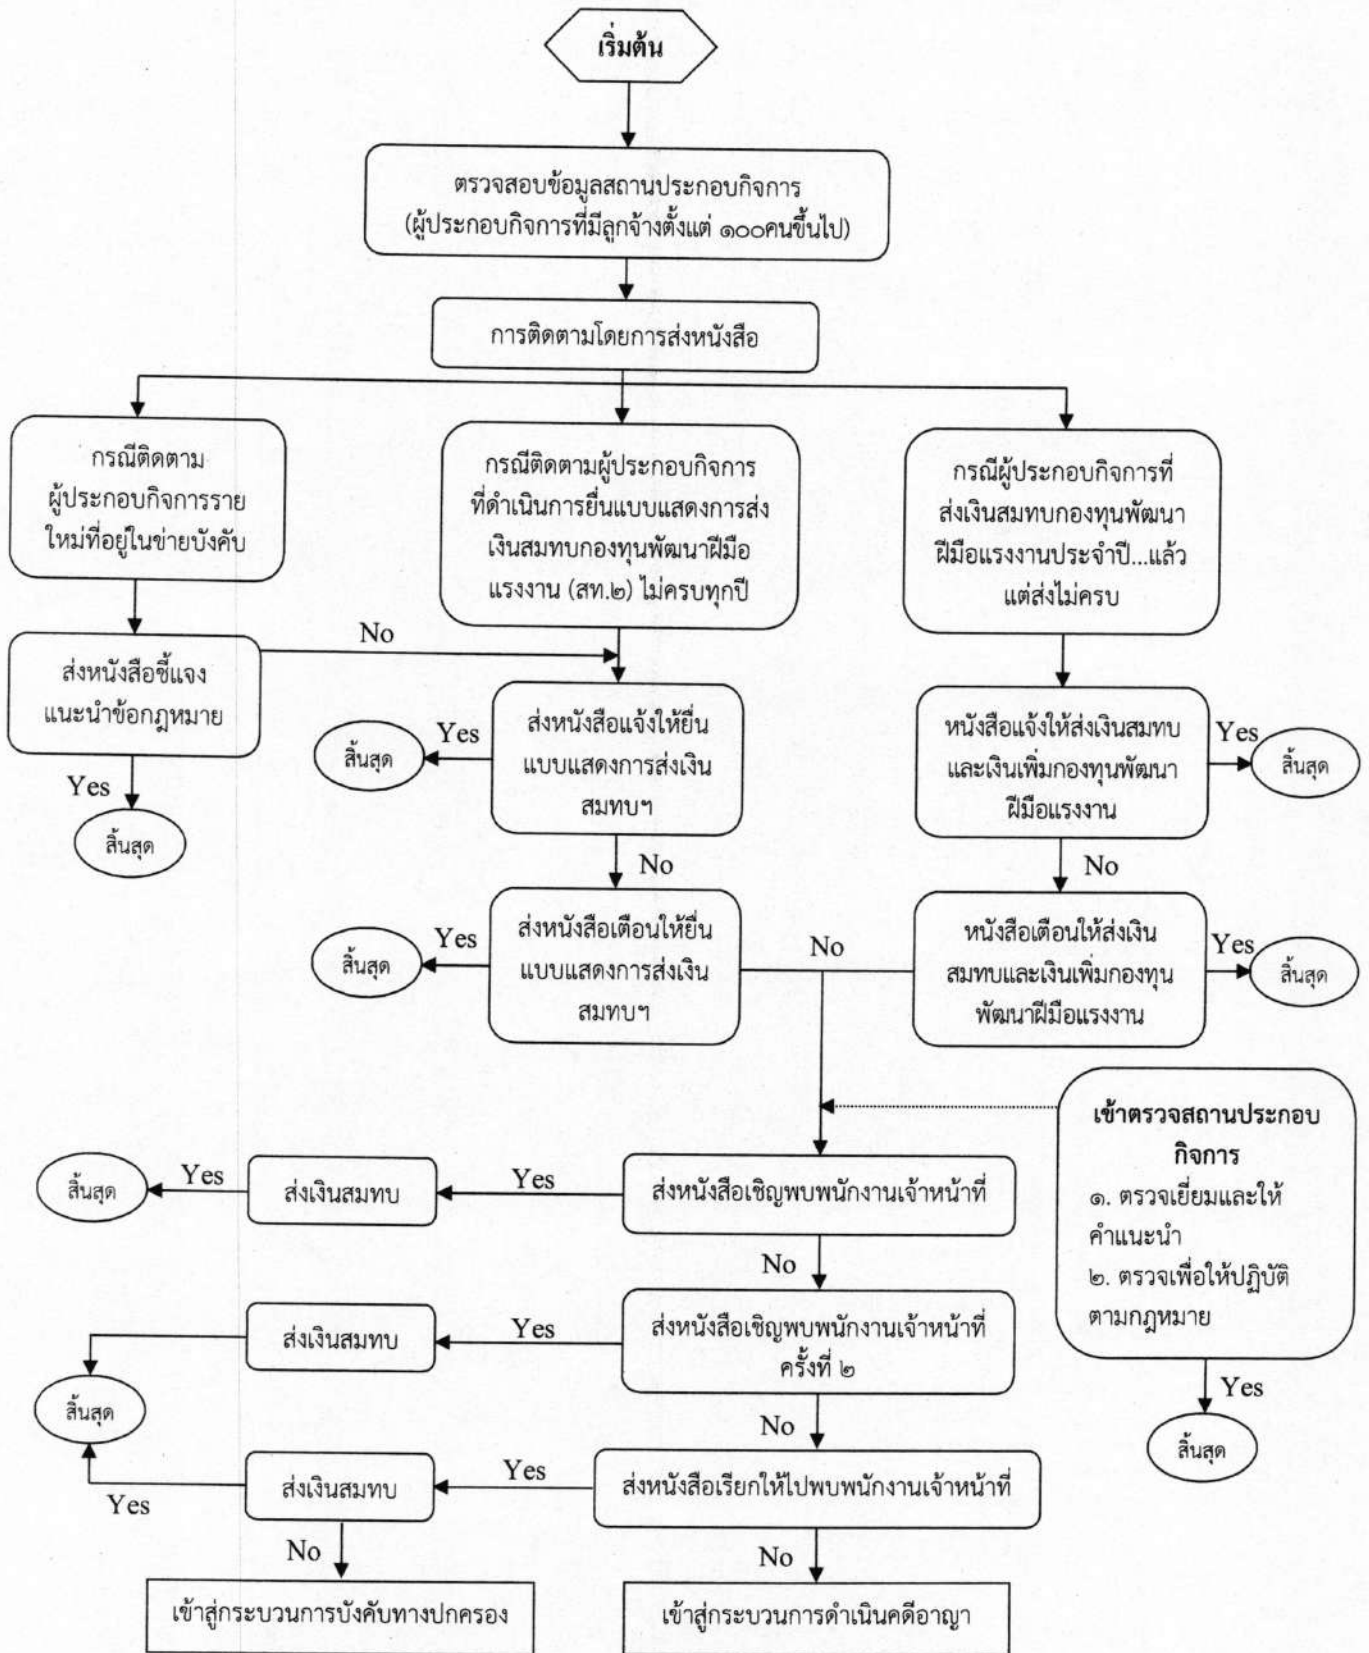 เริ่มต้น
ตรวจสอบข้อมูลสถานประกอบกิจการ
(ผู้ประกอบกิจการที่มีลูกจ้างตั้งแต่ ๑๐๐คนขึ้นไป)
การติดตามโดยการส่งหนังสือ
กรณีติดตาม
ผู้ประกอบกิจการราย
ใหม่ที่อยู่ในข่ายบังคับ
กรณีติดตามผู้ประกอบกิจการ
ที่ดำเนินการยื่นแบบแสดงการส่ง
เงินสมทบกองทุนพัฒนาฝีมือ
แรงงาน (สท.๒) ไม่ครบทุกปี
กรณีผู้ประกอบกิจการที่
ส่งเงินสมทบกองทุนพัฒนา
ฝีมือแรงงานประจำปี...แล้ว
แต่ส่งไม่ครบ
ส่งหนังสือชี้แจง
แนะนำข้อกฎหมาย
No
Yes
สิ้นสุด
ส่งหนังสือแจ้งให้ยื่น
แบบแสดงการส่งเงิน
สมทบฯ
Yes
สิ้นสุด
No
หนังสือแจ้งให้ส่งเงินสมทบ
และเงินเพิ่มกองทุนพัฒนา
ฝีมือแรงงาน
Yes
สิ้นสุด
No
ส่งหนังสือเตือนให้ยื่น
แบบแสดงการส่งเงิน
สมทบฯ
Yes
สิ้นสุด
No
หนังสือเตือนให้ส่งเงิน
สมทบและเงินเพิ่มกองทุน
พัฒนาฝีมือแรงงาน
Yes
สิ้นสุด
เข้าตรวจสถานประกอบ
กิจการ
๑. ตรวจเยี่ยมและให้
คำแนะนำ
๒. ตรวจเพื่อให้ปฏิบัติ
ตามกฎหมาย
Yes
สิ้นสุด
ส่งหนังสือเชิญพบพนักงานเจ้าหน้าที่
Yes
ส่งเงินสมทบ
Yes
สิ้นสุด
No
ส่งหนังสือเชิญพบพนักงานเจ้าหน้าที่
ครั้งที่ ๒
Yes
ส่งเงินสมทบ
สิ้นสุด
No
ส่งหนังสือเรียกให้ไปพบพนักงานเจ้าหน้าที่
Yes
ส่งเงินสมทบ
Yes
No
No
เข้าสู่กระบวนการบังคับทางปกครอง
เข้าสู่กระบวนการดำเนินคดีอาญา